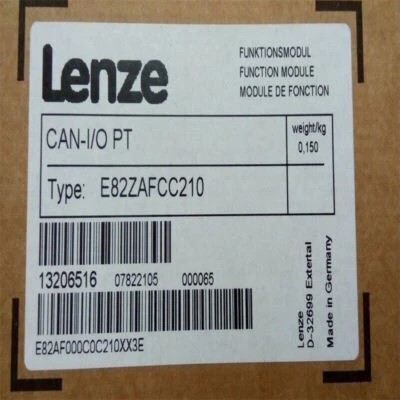 Lenze
FUNKTIONSMODUL
FUNCTION MODULE
MODULE DE FONCTION
CAN-I/O PT
weight/kg
0,150
Type: E82ZAFCC210
13206516 07822105 000065
E82AF000C0C210XX3E
Lenze
D-32699 Extertal
Made in Germany